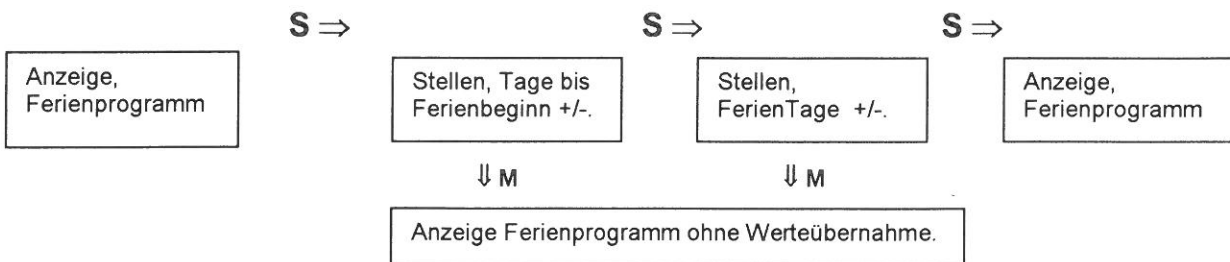 S ⇒ S ⇒ S ⇒
Anzeige,
Ferienprogramm
Stellen, Tage bis
Ferienbeginn +/-.
Stellen,
FerienTage +/-.
Anzeige,
Ferienprogramm
⇓ M ⇓ M
Anzeige Ferienprogramm ohne Werteübernahme.